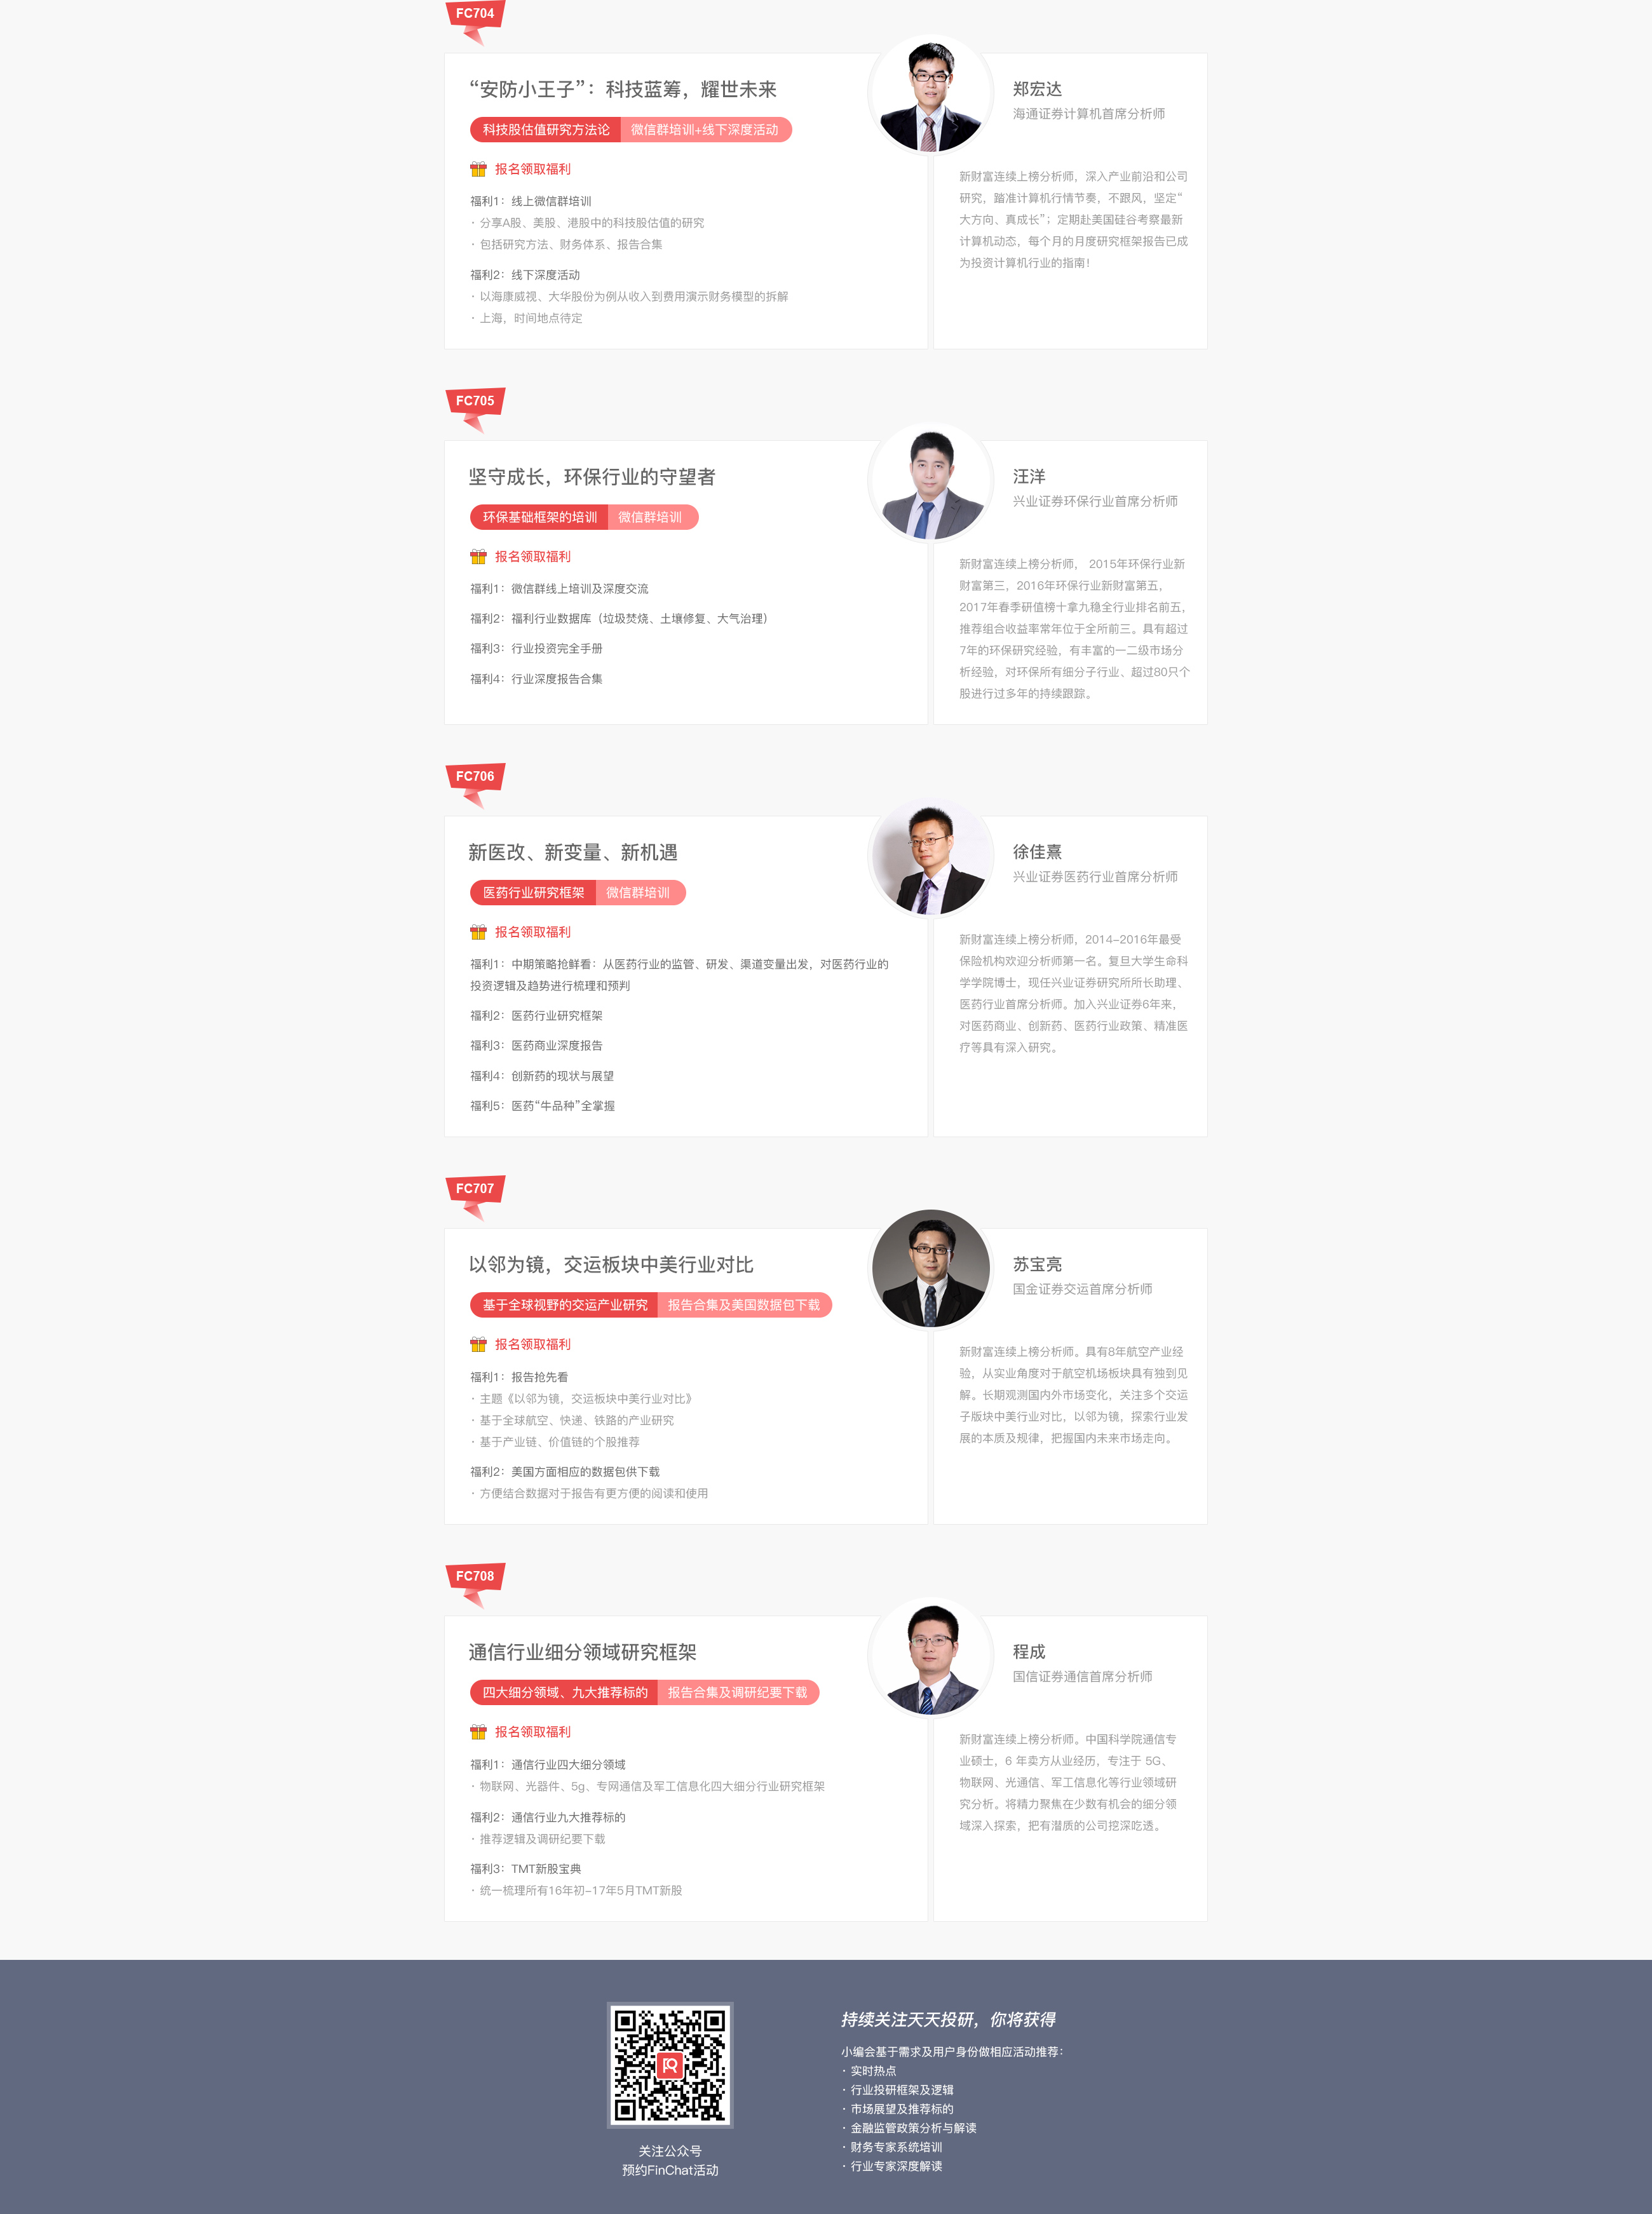 FC704
“安防小王子”：科技蓝筹，耀世未来
科技股估值研究方法论 微信群培训+线下深度活动
报名领取福利
福利1：线上微信群培训
· 分享A股、美股、港股中的科技股估值的研究
· 包括研究方法、财务体系、报告合集
福利2：线下深度活动
· 以海康威视、大华股份为例从收入到费用演示财务模型的拆解
· 上海，时间地点待定
郑宏达
海通证券计算机首席分析师
新财富连续上榜分析师，深入产业前沿和公司
研究，踏准计算机行情节奏，不跟风，坚定“
大方向、真成长”；定期赴美国硅谷考察最新
计算机动态，每个月的月度研究框架报告已成
为投资计算机行业的指南！
FC705
坚守成长，环保行业的守望者
环保基础框架的培训 微信群培训
报名领取福利
福利1：微信群线上培训及深度交流
福利2：福利行业数据库（垃圾焚烧、土壤修复、大气治理）
福利3：行业投资完全手册
福利4：行业深度报告合集
汪洋
兴业证券环保行业首席分析师
新财富连续上榜分析师， 2015年环保行业新
财富第三，2016年环保行业新财富第五，
2017年春季研值榜十拿九稳全行业排名前五，
推荐组合收益率常年位于全所前三。具有超过
7年的环保研究经验，有丰富的一二级市场分
析经验，对环保所有细分子行业、超过80只个
股进行过多年的持续跟踪。
FC706
新医改、新变量、新机遇
医药行业研究框架 微信群培训
报名领取福利
福利1：中期策略抢鲜看：从医药行业的监管、研发、渠道变量出发，对医药行业的
投资逻辑及趋势进行梳理和预判
福利2：医药行业研究框架
福利3：医药商业深度报告
福利4：创新药的现状与展望
福利5：医药“牛品种”全掌握
徐佳熹
兴业证券医药行业首席分析师
新财富连续上榜分析师，2014-2016年最受
保险机构欢迎分析师第一名。复旦大学生命科
学学院博士，现任兴业证券研究所所长助理、
医药行业首席分析师。加入兴业证券6年来，
对医药商业、创新药、医药行业政策、精准医
疗等具有深入研究。
FC707
以邻为镜，交运板块中美行业对比
基于全球视野的交运产业研究 报告合集及美国数据包下载
报名领取福利
福利1：报告抢先看
· 主题《以邻为镜，交运板块中美行业对比》
· 基于全球航空、快递、铁路的产业研究
· 基于产业链、价值链的个股推荐
福利2：美国方面相应的数据包供下载
· 方便结合数据对于报告有更方便的阅读和使用
苏宝亮
国金证券交运首席分析师
新财富连续上榜分析师。具有8年航空产业经
验，从实业角度对于航空机场板块具有独到见
解。长期观测国内外市场变化，关注多个交运
子版块中美行业对比，以邻为镜，探索行业发
展的本质及规律，把握国内未来市场走向。
FC708
通信行业细分领域研究框架
四大细分领域、九大推荐标的 报告合集及调研纪要下载
报名领取福利
福利1：通信行业四大细分领域
· 物联网、光器件、5g、专网通信及军工信息化四大细分行业研究框架
福利2：通信行业九大推荐标的
· 推荐逻辑及调研纪要下载
福利3：TMT新股宝典
· 统一梳理所有16年初-17年5月TMT新股
程成
国信证券通信首席分析师
新财富连续上榜分析师。中国科学院通信专
业硕士，6 年卖方从业经历，专注于 5G、
物联网、光通信、军工信息化等行业领域研
究分析。将精力聚焦在少数有机会的细分领
域深入探索，把有潜质的公司挖深吃透。
关注公众号
预约FinChat活动
持续关注天天投研，你将获得
小编会基于需求及用户身份做相应活动推荐：
· 实时热点
· 行业投研框架及逻辑
· 市场展望及推荐标的
· 金融监管政策分析与解读
· 财务专家系统培训
· 行业专家深度解读